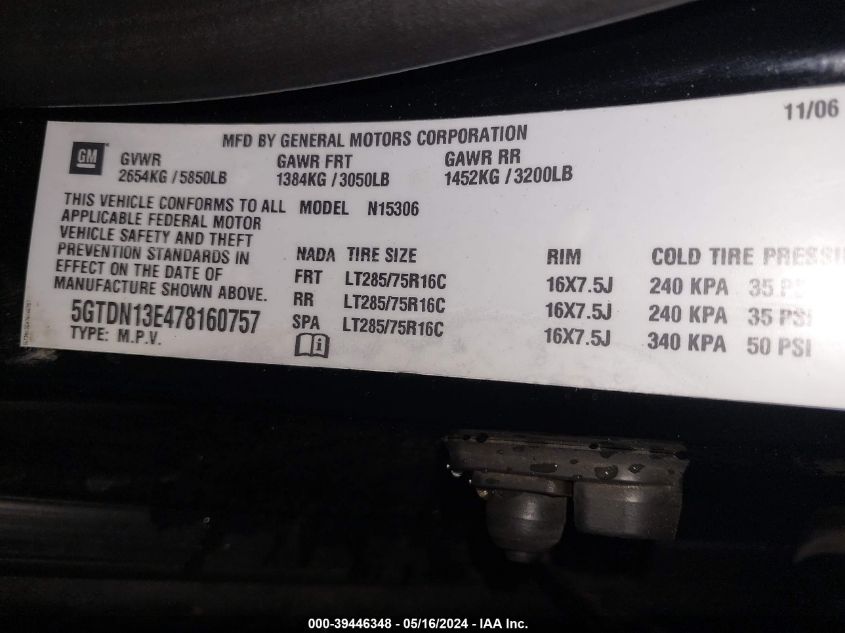 11/06
MFD BY GENERAL MOTORS CORPORATION
GM
GVWR GAWR FRT GAWR RR
2654KG / 5850LB 1384KG / 3050LB 1452KG / 3200LB
THIS VEHICLE CONFORMS TO ALL
APPLICABLE FEDERAL MOTOR
VEHICLE SAFETY AND THEFT
PREVENTION STANDARDS IN
EFFECT ON THE DATE OF
MANUFACTURE SHOWN ABOVE.
5GTDN13E478160757
TYPE: M.P.V.
MODEL N15306
NADA TIRE SIZE RIM COLD TIRE
FRT LT285/75R16C 16X7.5J 240 KPA 35
RR LT285/75R16C 16X7.5J 240 KPA 35 PSI
SPA LT285/75R16C 16X7.5J 340 KPA 50 PSI
000-39446348 - 05/16/2024 - IAA Inc.